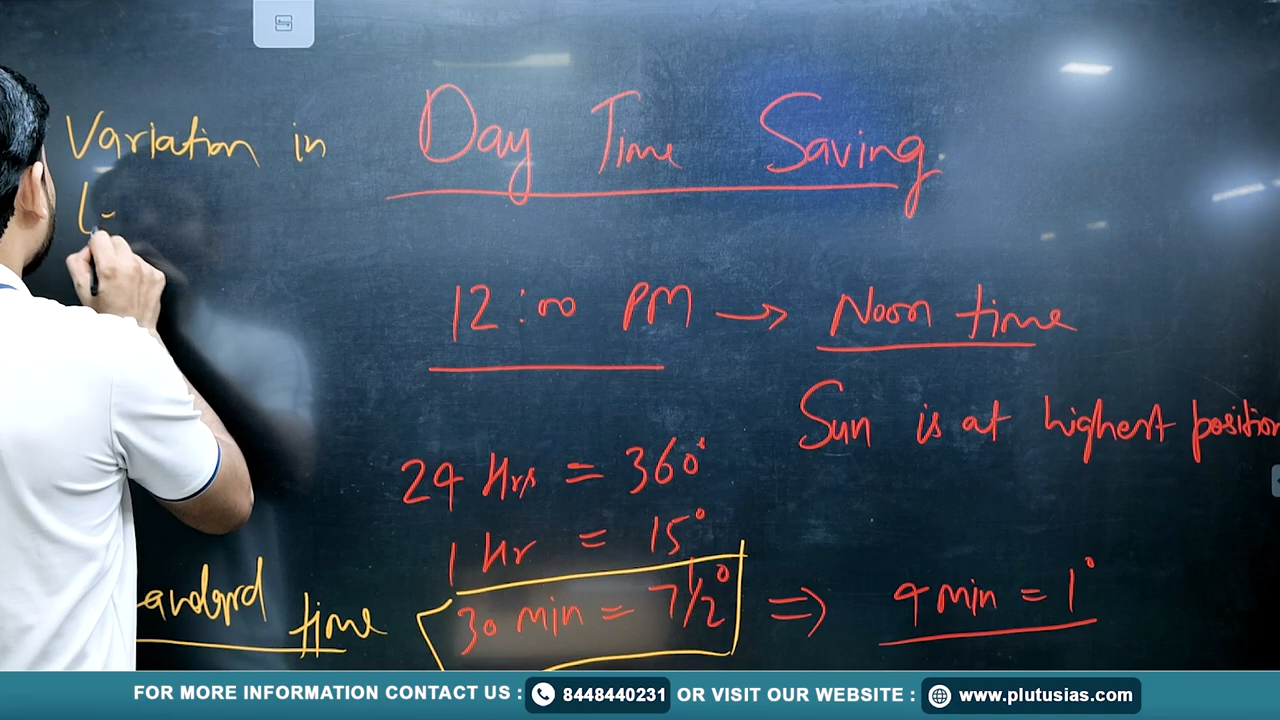 Day Time Saving
Variation in
12:00 PM → Noon time
Sun is at highest position
24 Hrs = 360°
1 Hr = 15°
30 min = 7 1/2° ⇒ 4 min = 1°
time
FOR MORE INFORMATION CONTACT US : 8448440231 OR VISIT OUR WEBSITE : www.plutusias.com